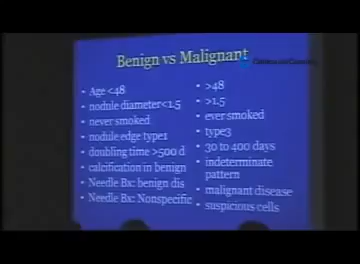 Benign vs Malignant
• Age <48
• nodule diameter<1.5
• never smoked
• nodule edge type1
• doubling time >500 d
• calcification in benign
• Needle Bx: benign dis
• Needle Bx: Nonspecific
• >48
• >1.5
• ever smoked
• type3
• 30 to 400 days
• indeterminate
pattern
• malignant disease
• suspicious cells